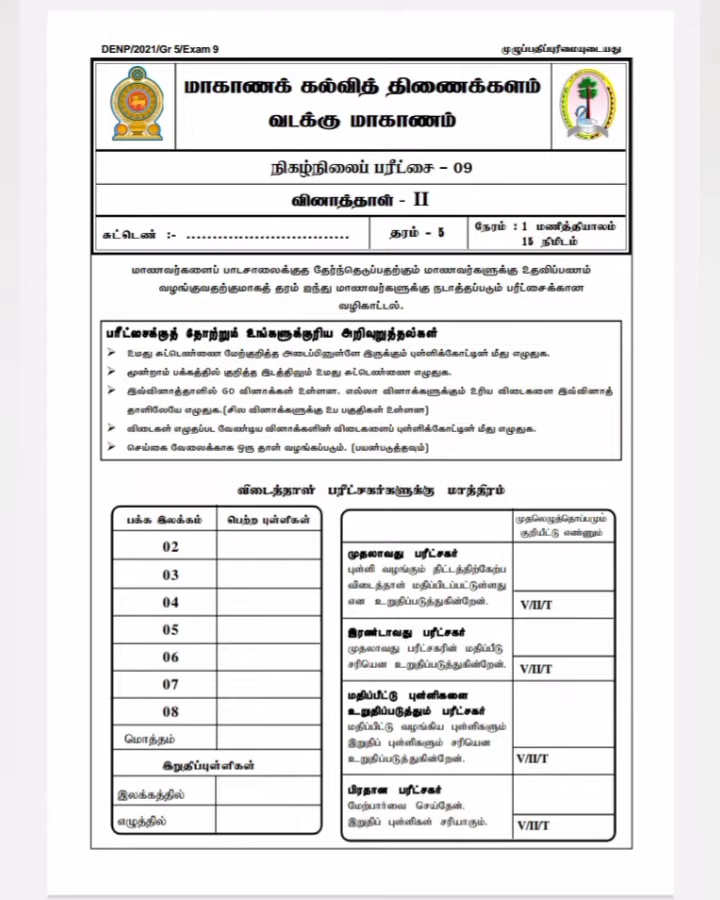 DENP/2021/Gr 5/Exam 9 முழுப்பதிப்புரிமையுடையது
மாகாணக் கல்வித் திணைக்களம்
வடக்கு மாகாணம்
நிகழ்நிலைப் பரீட்சை – 09
வினாத்தாள் - II
சுட்டெண் :- ................................ தரம் – 5 நேரம் : 1 மணித்தியாலம்
15 நிமிடம்
மாணவர்களைப் பாடசாலைக்குத தேர்ந்தெடுப்பதற்கும் மாணவர்களுக்கு உதவிப்பணம்
வழங்குவதற்குமாகத் தரம் ஐந்து மாணவர்களுக்கு நடாத்தப்படும் பரீட்சைக்கான
வழிகாட்டல்.
பரீட்சைக்குத் தோற்றும் உங்களுக்குரிய அறிவுறுத்தல்கள்
➢ உமது சுட்டெண்ணை மேற்குறித்த அடைப்பினுள்ளே இருக்கும் புள்ளிக்கோட்டின் மீது எழுதுக.
➢ மூன்றாம் பக்கத்தில் குறித்த இடத்திலும் உமது சுட்டெண்ணை எழுதுக.
➢ இவ்வினாத்தாளில் 60 வினாக்கள் உள்ளன. எல்லா வினாக்களுக்கும் உரிய விடைகளை இவ்வினாத்
தாளிலேயே எழுதுக.(சில வினாக்களுக்கு உப பகுதிகள் உள்ளன)
➢ விடைகள் எழுதப்பட வேண்டிய வினாக்களின் விடைகளைப் புள்ளிக்கோட்டின் மீது எழுதுக.
➢ செய்கை வேலைக்காக ஒரு தாள் வழங்கப்படும். (பயன்படுத்தவும்)
விடைத்தாள் பரீட்சகர்களுக்கு மாத்திரம்
பக்க இலக்கம் பெற்ற புள்ளிகள்
02
03
04
05
06
07
08
மொத்தம்
இறுதிப்புள்ளிகள்
இலக்கத்தில்
எழுத்தில்
முதலெழுத்தொப்பமும்
குறியீட்டு எண்ணும்
முதலாவது பரீட்சகர்
புள்ளி வழங்கும் திட்டத்திற்கேற்ப
விடைத்தாள் மதிப்பிடப்பட்டுள்ளது
என உறுதிப்படுத்துகின்றேன்.
V/II/T
இரண்டாவது பரீட்சகர்
முதலாவது பரீட்சகரின் மதிப்பீடு
சரியென உறுதிப்படுத்துகின்றேன்.
V/II/T
மதிப்பீட்டு புள்ளிகளை
உறுதிப்படுத்தும் பரீட்சகர்
மதிப்பீட்டு வழங்கிய புள்ளிகளும்
இறுதிப் புள்ளிகளும் சரியென
உறுதிப்படுத்துகின்றேன்.
V/II/T
பிரதான பரீட்சகர்
மேற்பார்வை செய்தேன்.
இறுதிப் புள்ளிகள் சரியாகும்.
V/II/T